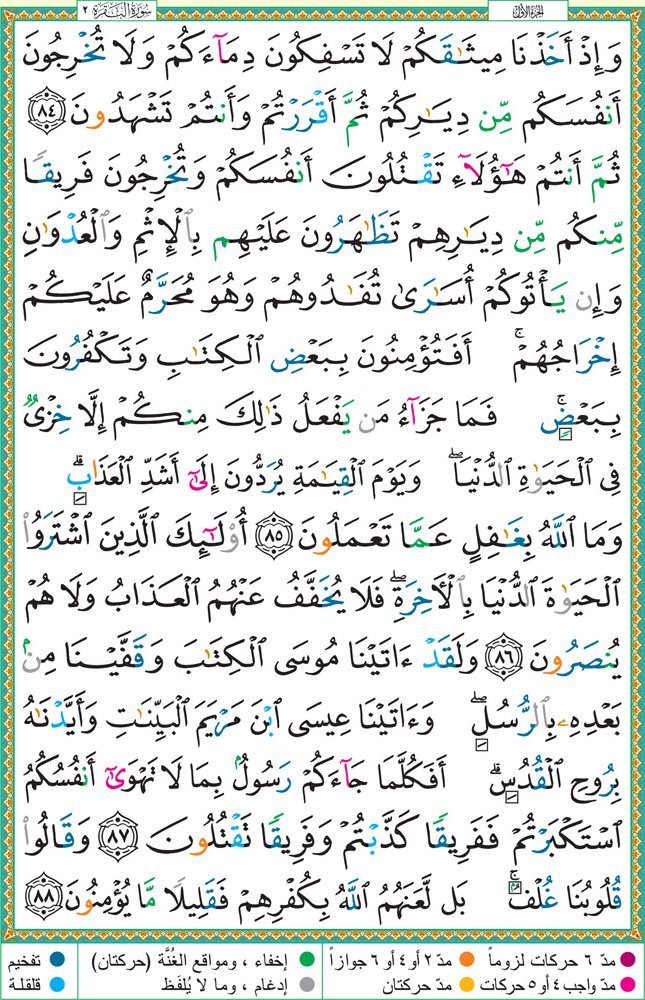 سورة البقرة ٢
الجزء الأول
وَإِذْ أَخَذْنَا مِيثَٰقَكُمْ لَا تَسْفِكُونَ دِمَآءَكُمْ وَلَا تُخْرِجُونَ
أَنفُسَكُم مِّن دِيَٰرِكُمْ ثُمَّ أَقْرَرْتُمْ وَأَنتُمْ تَشْهَدُونَ ٨٤
ثُمَّ أَنتُمْ هَٰٓؤُلَآءِ تَقْتُلُونَ أَنفُسَكُمْ وَتُخْرِجُونَ فَرِيقًا
مِّنكُم مِّن دِيَٰرِهِمْ تَظَٰهَرُونَ عَلَيْهِم بِٱلْإِثْمِ وَٱلْعُدْوَٰنِ
وَإِن يَأْتُوكُمْ أُسَٰرَىٰ تُفَٰدُوهُمْ وَهُوَ مُحَرَّمٌ عَلَيْكُمْ
إِخْرَاجُهُمْ ۚ أَفَتُؤْمِنُونَ بِبَعْضِ ٱلْكِتَٰبِ وَتَكْفُرُونَ
بِبَعْضٍ ۚ فَمَا جَزَآءُ مَن يَفْعَلُ ذَٰلِكَ مِنكُمْ إِلَّا خِزْىٌ
فِى ٱلْحَيَوٰةِ ٱلدُّنْيَا ۖ وَيَوْمَ ٱلْقِيَٰمَةِ يُرَدُّونَ إِلَىٰٓ أَشَدِّ ٱلْعَذَابِ ۗ
وَمَا ٱللَّهُ بِغَٰفِلٍ عَمَّا تَعْمَلُونَ ٨٥ أُو۟لَٰٓئِكَ ٱلَّذِينَ ٱشْتَرَوُا۟
ٱلْحَيَوٰةَ ٱلدُّنْيَا بِٱلْءَاخِرَةِ ۖ فَلَا يُخَفَّفُ عَنْهُمُ ٱلْعَذَابُ وَلَا هُمْ
يُنصَرُونَ ٨٦ وَلَقَدْ ءَاتَيْنَا مُوسَى ٱلْكِتَٰبَ وَقَفَّيْنَا مِنۢ
بَعْدِهِۦ بِٱلرُّسُلِ ۖ وَءَاتَيْنَا عِيسَى ٱبْنَ مَرْيَمَ ٱلْبَيِّنَٰتِ وَأَيَّدْنَٰهُ
بِرُوحِ ٱلْقُدُسِ ۗ أَفَكُلَّمَا جَآءَكُمْ رَسُولٌۢ بِمَا لَا تَهْوَىٰٓ أَنفُسُكُمُ
ٱسْتَكْبَرْتُمْ فَفَرِيقًا كَذَّبْتُمْ وَفَرِيقًا تَقْتُلُونَ ٨٧ وَقَالُوا۟
قُلُوبُنَا غُلْفٌۢ ۚ بَل لَّعَنَهُمُ ٱللَّهُ بِكُفْرِهِمْ فَقَلِيلًا مَّا يُؤْمِنُونَ ٨٨
مدّ ٦ حركات لزوماً مدّ ٢ أو ٤ أو ٦ جوازاً إخفاء ، ومواقع الغُنَّة (حركتان) تفخيم
مدّ واجب ٤ أو ٥ حركات مدّ حركتان إدغام ، وما لا يُلفَظ قلقلة